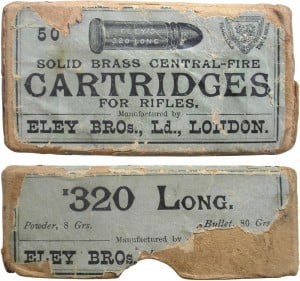 50
ELEY'S
·320 LONG
SOLID BRASS CENTRAL-FIRE
CARTRIDGES
FOR RIFLES.
Manufactured by
ELEY BROS., LD., LONDON.
·320 LONG.
Powder, 8 Grs. Bullet, 80 Grs
Manufactured by
ELEY BROS.